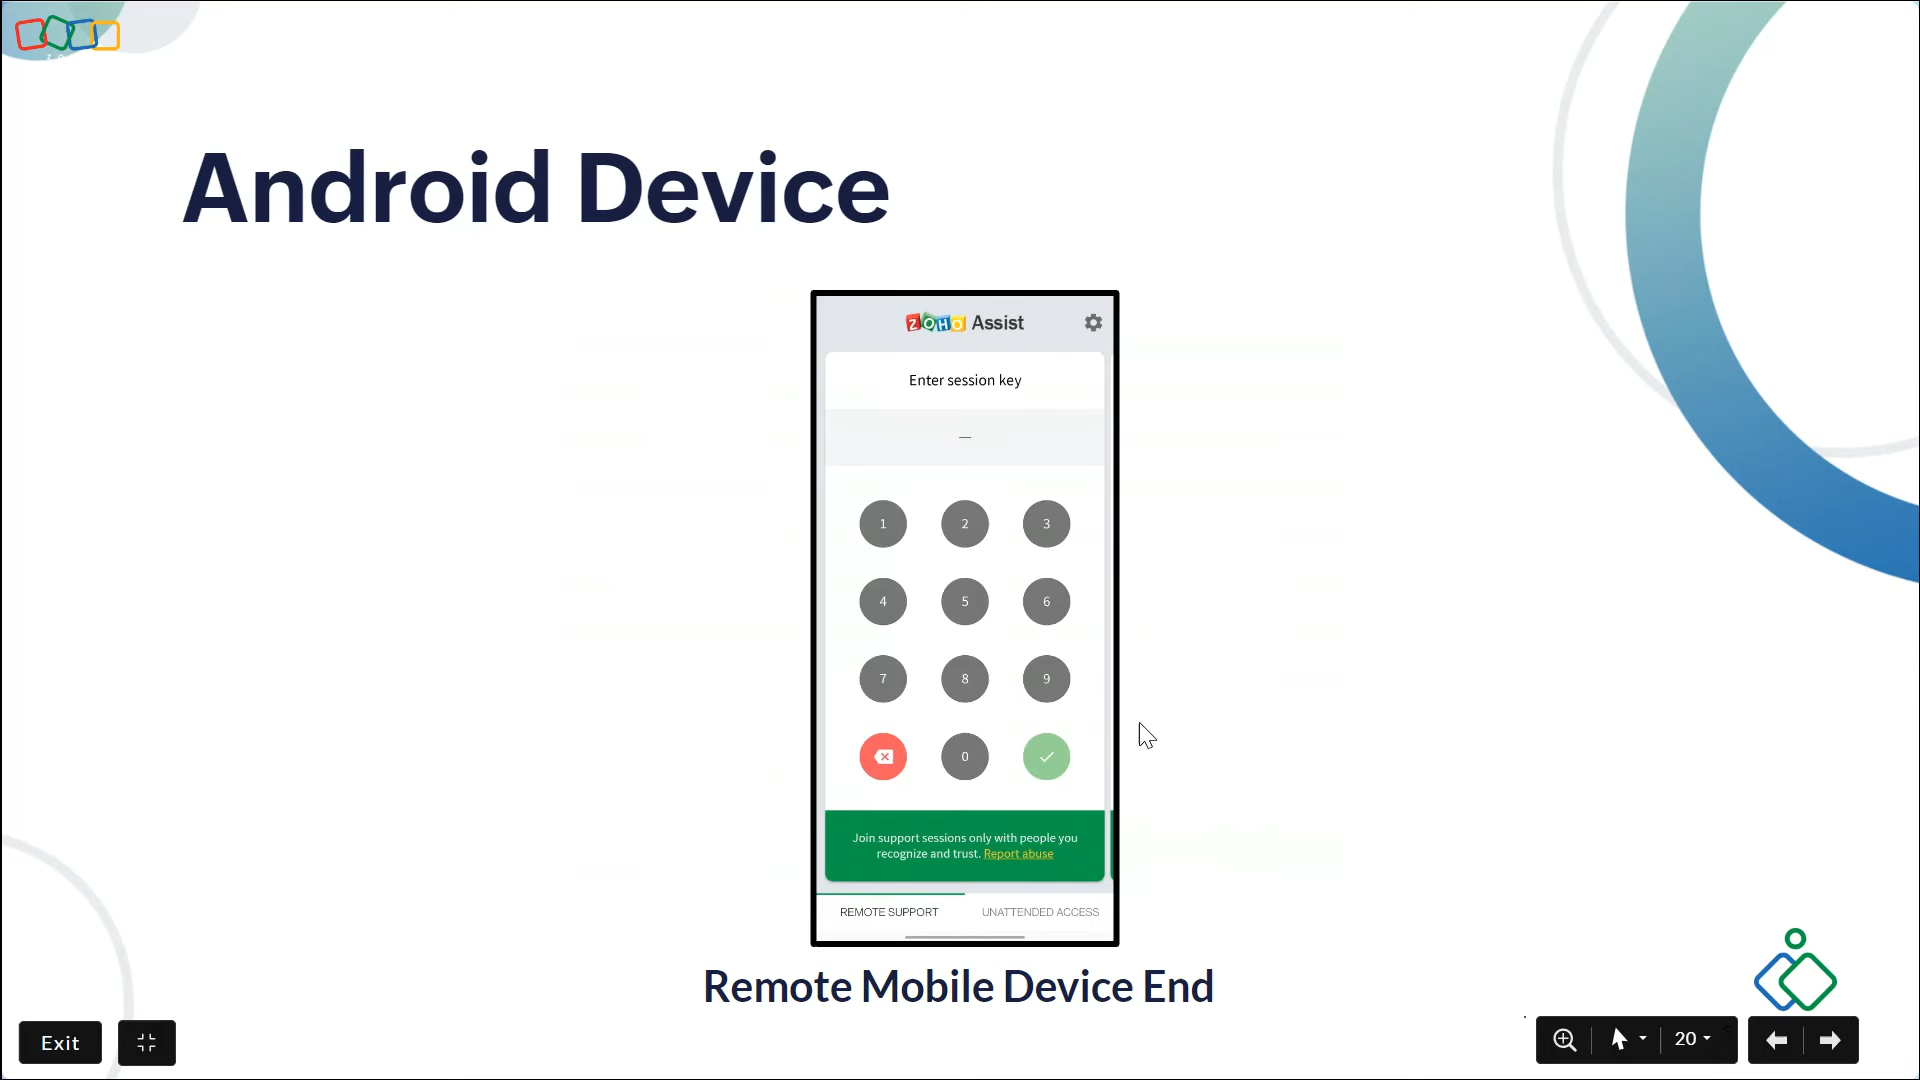 Android Device
ZOHO Assist
Enter session key
1 2 3
4 5 6
7 8 9
0
Join support sessions only with people you
recognize and trust. Report abuse
REMOTE SUPPORT UNATTENDED ACCESS
Remote Mobile Device End
Exit
20